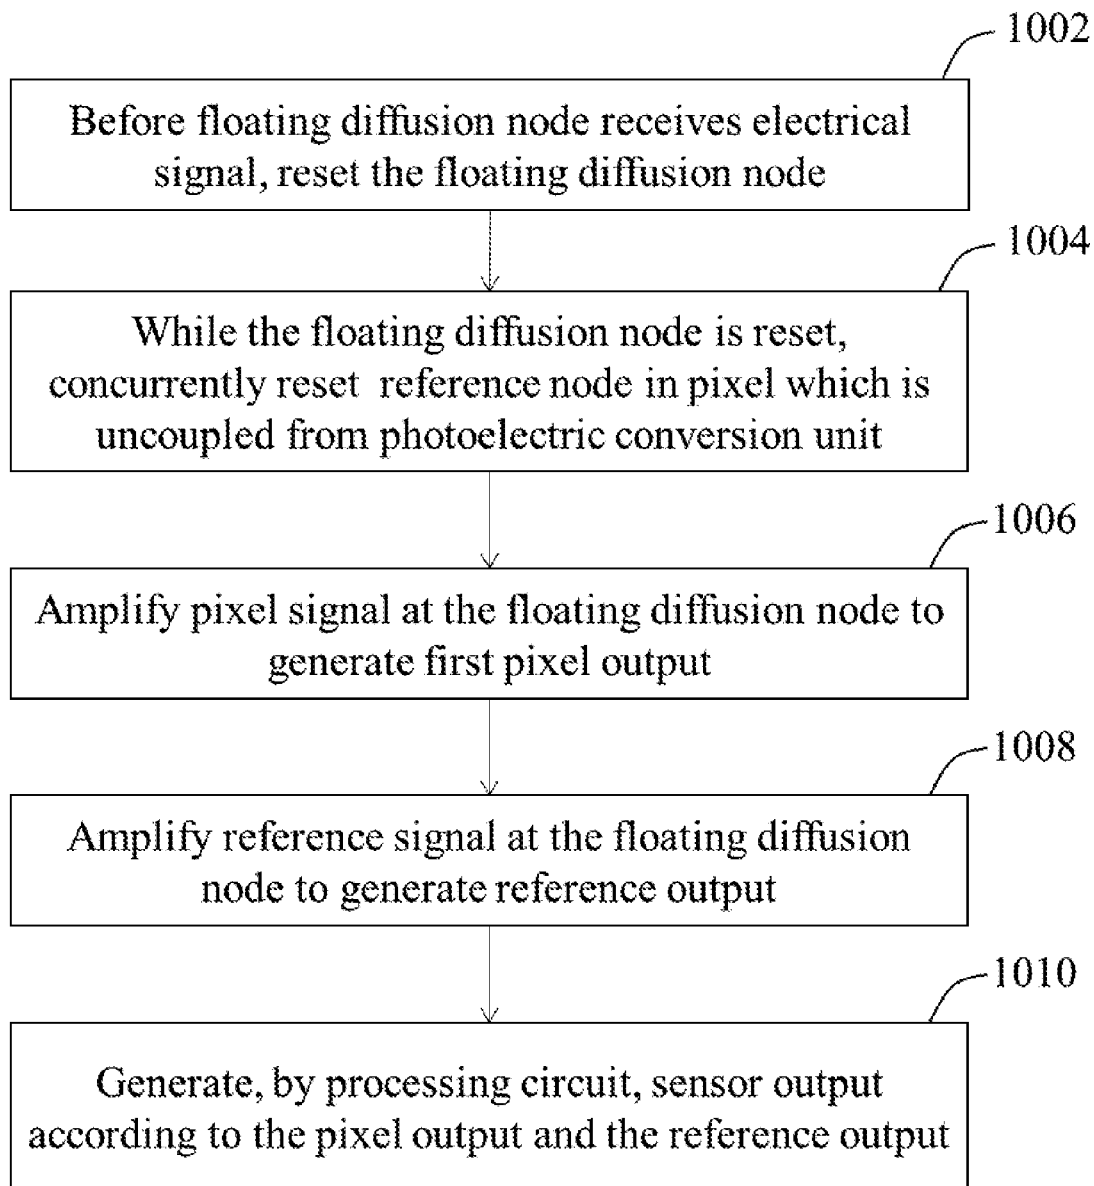 1002
Before floating diffusion node receives electrical
signal, reset the floating diffusion node
1004
While the floating diffusion node is reset,
concurrently reset reference node in pixel which is
uncoupled from photoelectric conversion unit
1006
Amplify pixel signal at the floating diffusion node to
generate first pixel output
1008
Amplify reference signal at the floating diffusion
node to generate reference output
1010
Generate, by processing circuit, sensor output
according to the pixel output and the reference output